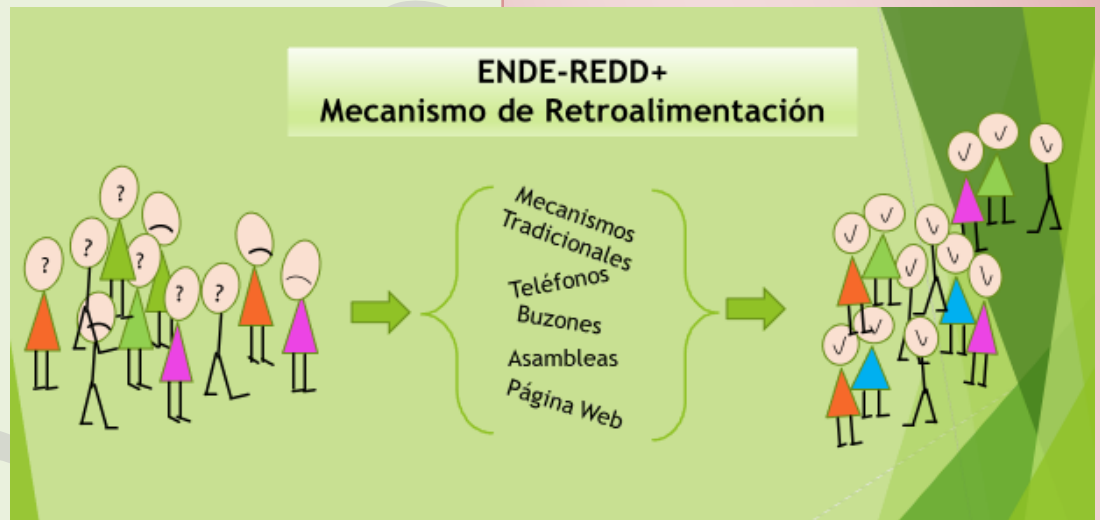 ENDE-REDD+
Mecanismo de Retroalimentación
? ? ? ? ? ?
Mecanismos
Tradicionales
Teléfonos
Buzones
Asambleas
Página Web